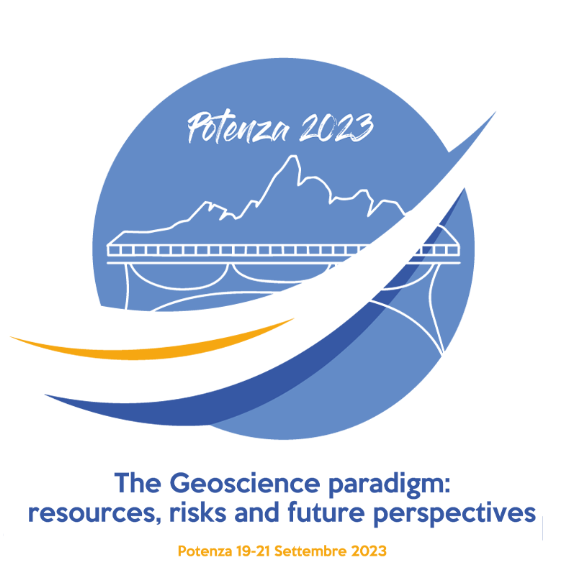 Potenza 2023
The Geoscience paradigm:
resources, risks and future perspectives
Potenza 19-21 Settembre 2023